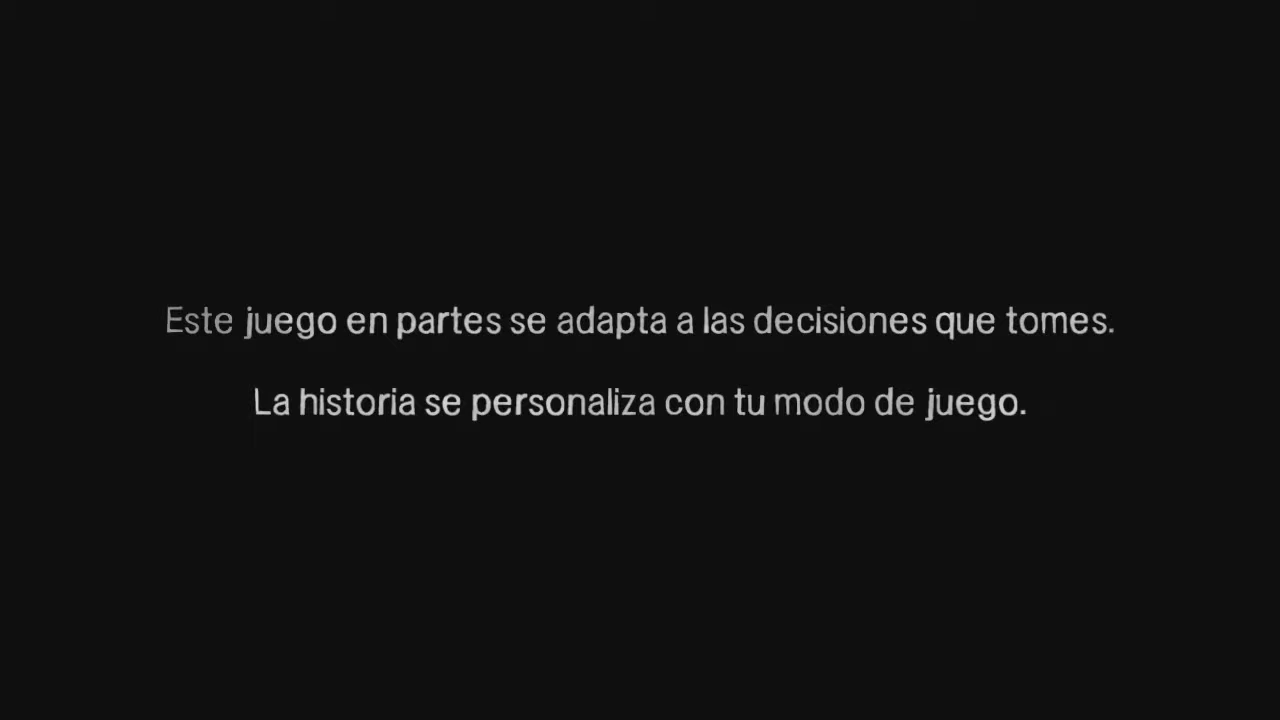 Este juego en partes se adapta a las decisiones que tomes.
La historia se personaliza con tu modo de juego.